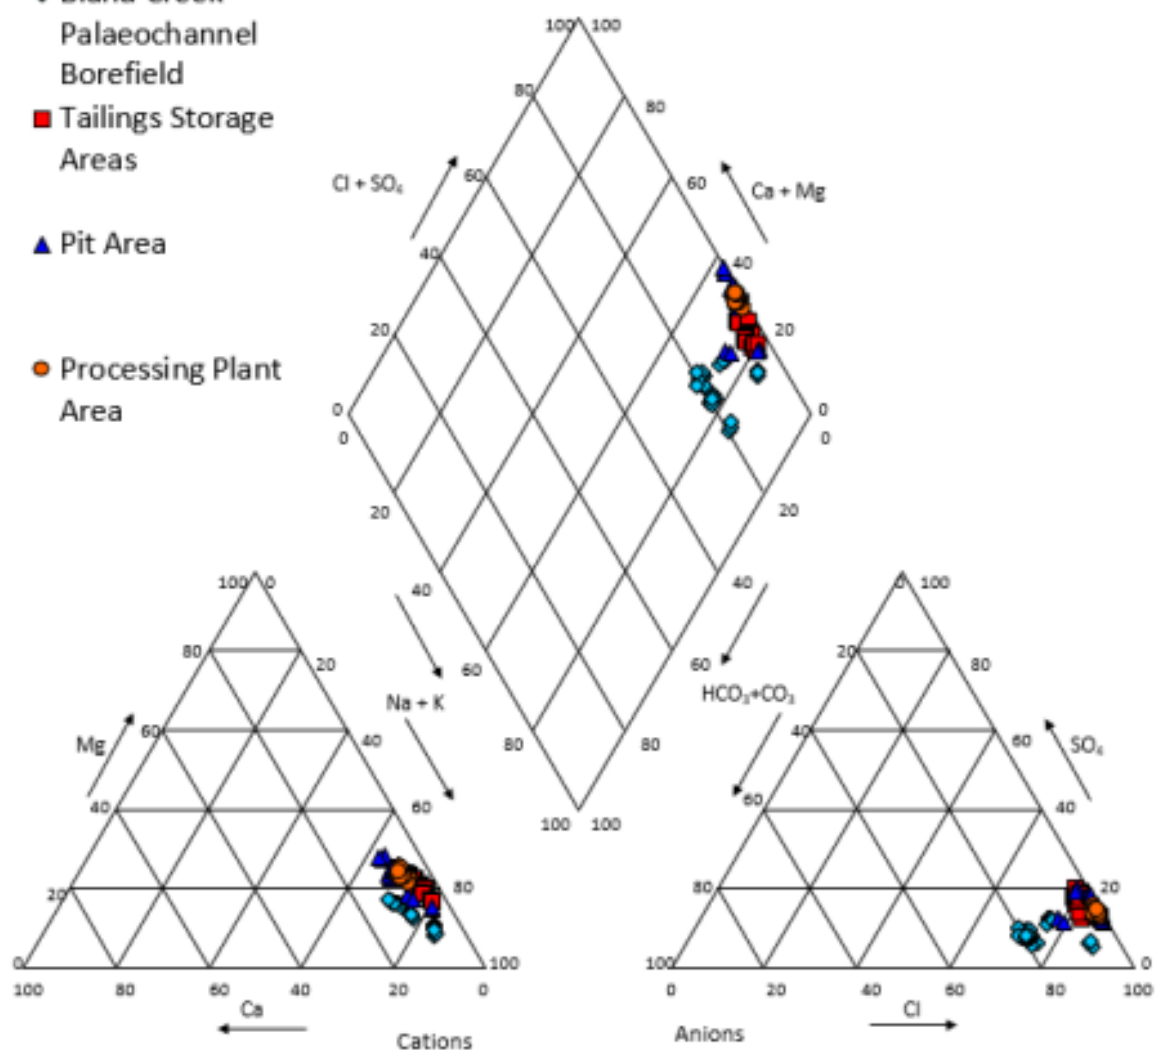 Palaeochannel
Borefield
Tailings Storage
Areas
Pit Area
Processing Plant
Area
100 100
80 80
Cl + SO₄ 60 60 Ca + Mg
40 40
20 20
0 0
0 0
20 20
40 40
60 60
Na + K HCO₃+CO₃
80 80
100 100
100 0
80 20
Mg 60 40
40 60
20 80
0 100
100 80 60 40 20 0
Ca
Cations
0 100
20 80
40 60 SO₄
60 40
80 20
100 0
0 20 40 60 80 100
Cl
Anions